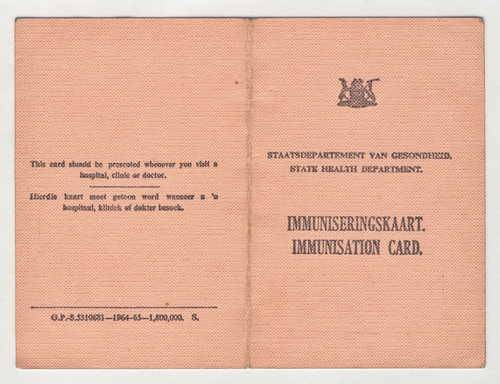 This card should be presented whenever you visit a
hospital, clinic or doctor.
Hierdie kaart moet getoon word wanneer u 'n
hospitaal, kliniek of dokter besoek.
G.P.-S.5319681—1964-65—1,800,000. S.
STAATSDEPARTEMENT VAN GESONDHEID.
STATE HEALTH DEPARTMENT.
IMMUNISERINGSKAART.
IMMUNISATION CARD.